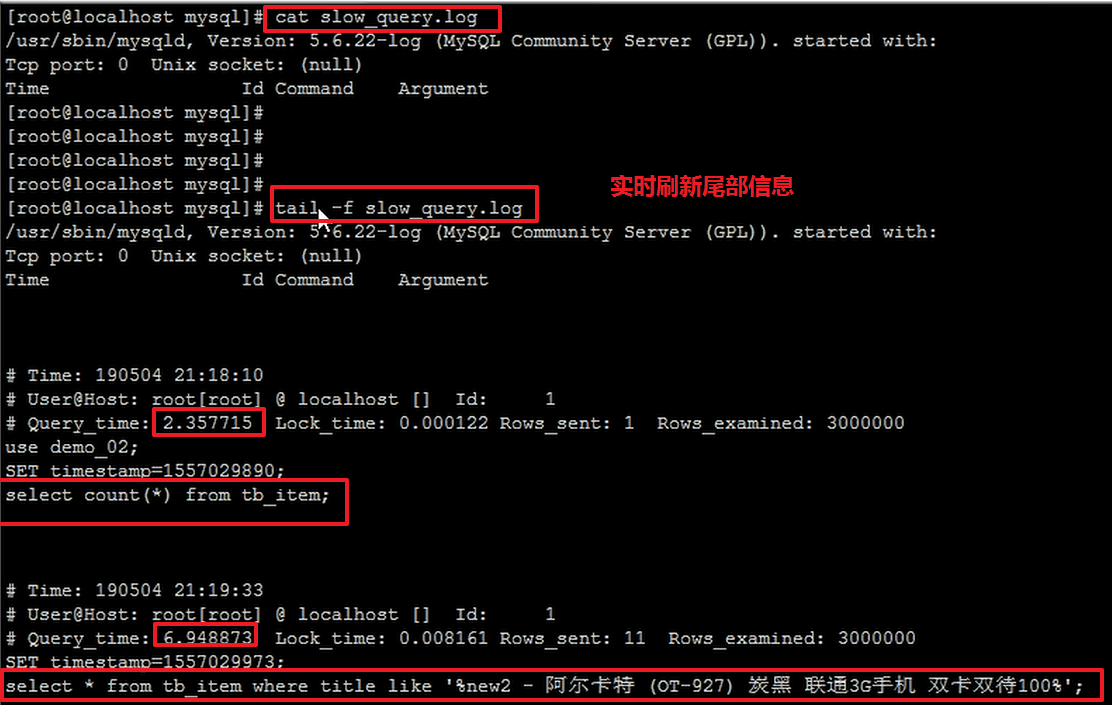 [root@localhost mysql]# cat slow_query.log
/usr/sbin/mysqld, Version: 5.6.22-log (MySQL Community Server (GPL)). started with:
Tcp port: 0  Unix socket: (null)
Time                 Id Command    Argument
[root@localhost mysql]#
[root@localhost mysql]#
[root@localhost mysql]#
[root@localhost mysql]#
实时刷新尾部信息
[root@localhost mysql]# tail -f slow_query.log
/usr/sbin/mysqld, Version: 5.6.22-log (MySQL Community Server (GPL)). started with:
Tcp port: 0  Unix socket: (null)
Time                 Id Command    Argument
# Time: 190504 21:18:10
# User@Host: root[root] @ localhost []  Id:     1
# Query_time: 2.357715  Lock_time: 0.000122 Rows_sent: 1  Rows_examined: 3000000
use demo_02;
SET timestamp=1557029890;
select count(*) from tb_item;
# Time: 190504 21:19:33
# User@Host: root[root] @ localhost []  Id:     1
# Query_time: 6.948873  Lock_time: 0.008161 Rows_sent: 11  Rows_examined: 3000000
SET timestamp=1557029973;
select * from tb_item where title like '%new2 - 阿尔卡特 (OT-927) 炭黑 联通3G手机 双卡双待100%';